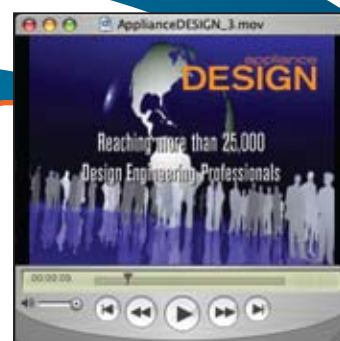 ApplianceDESIGN_3.mov
appliance
DESIGN
Reaching more than 25,000
Design Engineering Professionals
00:00:09